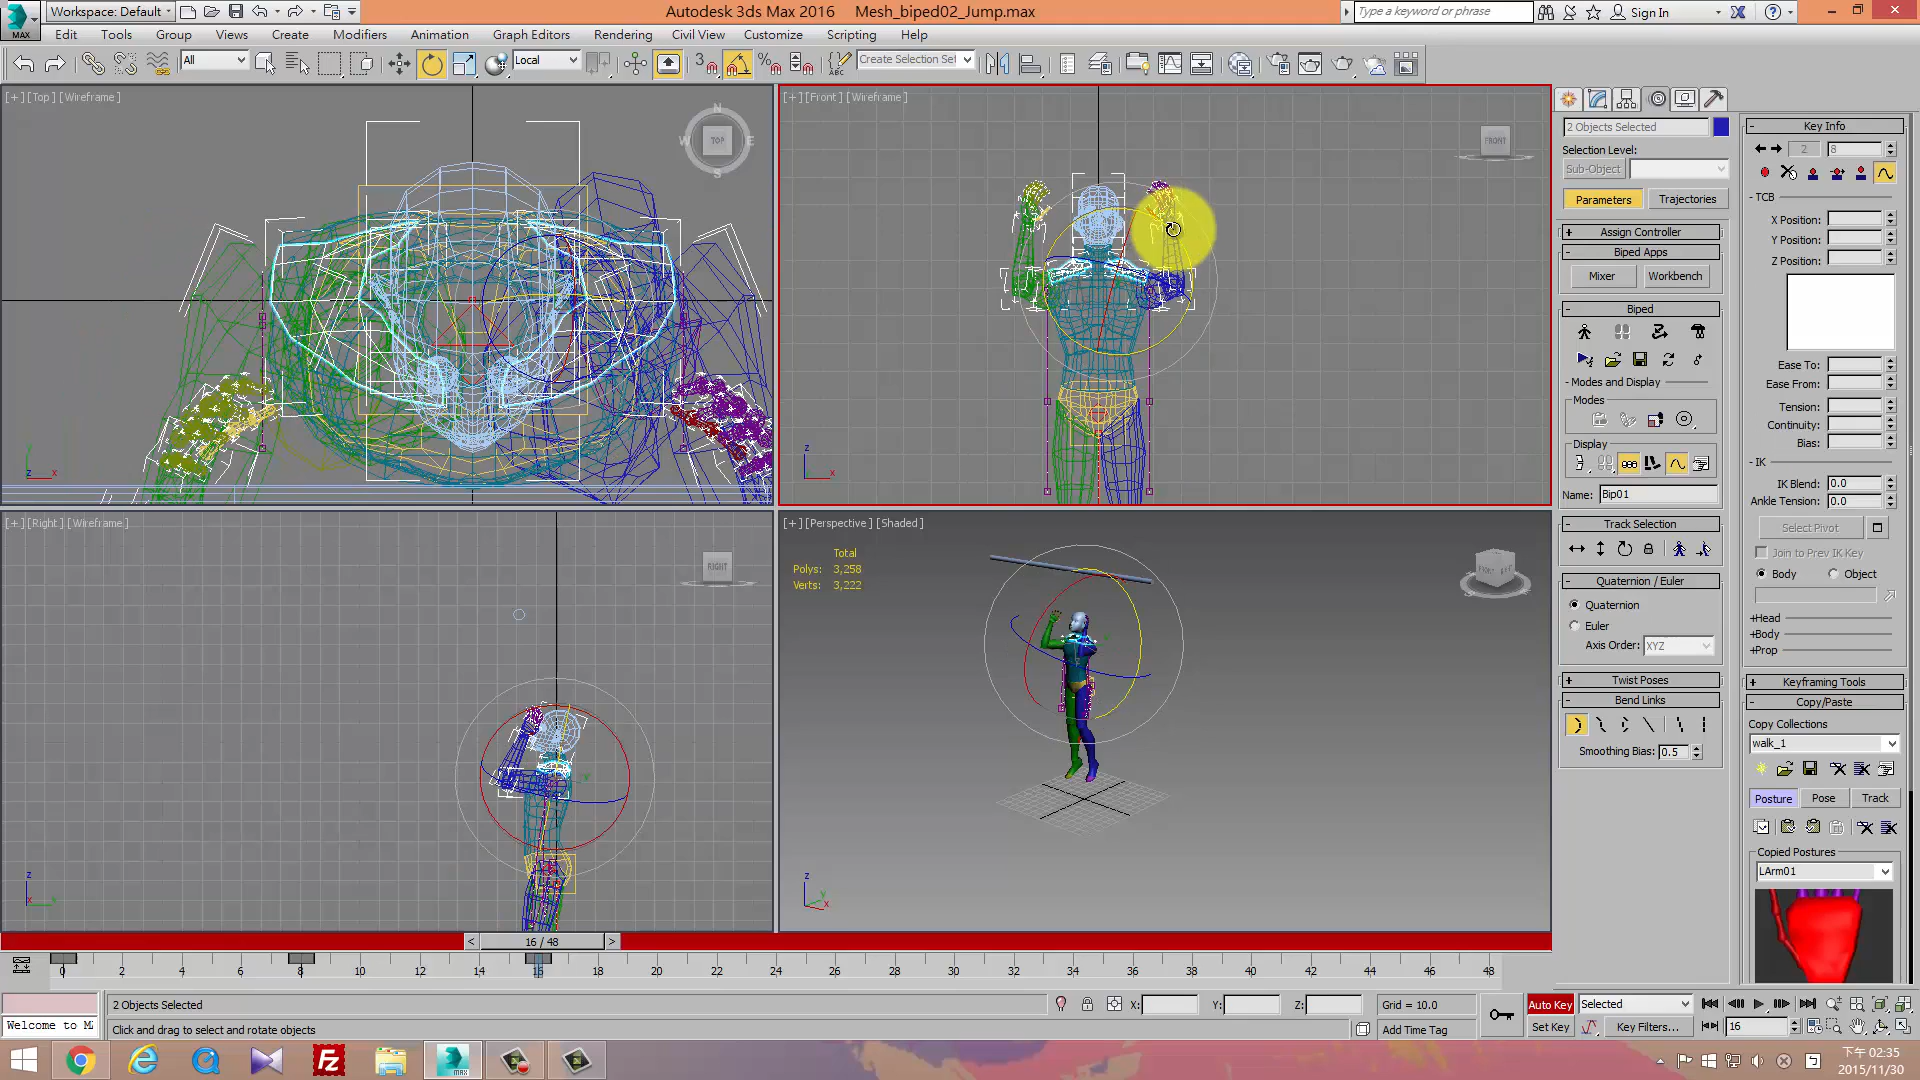 Workspace: Default
Autodesk 3ds Max 2016    Mesh_biped02_Jump.max
Type a keyword or phrase
Sign In
MAX
Edit Tools Group Views Create Modifiers Animation Graph Editors Rendering Civil View Customize Scripting Help
All
Local
3
Create Selection Set
[+] [Top] [Wireframe]
[+] [Front] [Wireframe]
N
W TOP E
S
FRONT
2 Objects Selected
Selection Level:
Sub-Object
Parameters Trajectories
+ Assign Controller
- Biped Apps
Mixer Workbench
- Biped
- Modes and Display
Modes
Display
Name: Bip01
- Track Selection
- Quaternion / Euler
Quaternion
Euler
Axis Order: XYZ
+ Twist Poses
- Bend Links
Smoothing Bias: 0.5
- Key Info
2 8
- TCB
X Position:
Y Position:
Z Position:
Ease To:
Ease From:
Tension:
Continuity:
Bias:
- IK
IK Blend: 0.0
Ankle Tension: 0.0
Select Pivot
Join to Prev IK Key
Body Object
+Head
+Body
+Prop
+ Keyframing Tools
- Copy/Paste
Copy Collections
walk_1
Posture Pose Track
Copied Postures
LArm01
[+] [Right] [Wireframe]
RIGHT
[+] [Perspective] [Shaded]
Total
Polys: 3,258
Verts: 3,222
z x
z x
z
x
z y
x
< 16 / 48 >
0 2 4 6 8 10 12 14 16 18 20 22 24 26 28 30 32 34 36 38 40 42 44 46 48
2 Objects Selected
X: Y: Z:
Grid = 10.0
Auto Key Selected
Welcome to M
Click and drag to select and rotate objects
Add Time Tag
Set Key Key Filters... 16
下午 02:35
2015/11/30